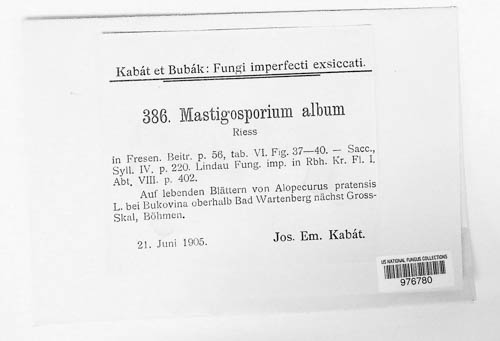 Kabát et Bubák: Fungi imperfecti exsiccati.
386. Mastigosporium album
Riess
in Fresen. Beitr. p. 56, tab. VI. Fig. 37—40. — Sacc.,
Syll. IV, p. 220. Lindau Fung. imp. in Rbh. Kr. Fl. I.
Abt. VIII. p. 402.
Auf lebenden Blättern von Alopecurus pratensis
L. bei Bukovina oberhalb Bad Wartenberg nächst Gross-
Skal, Böhmen.
21. Juni 1905.
Jos. Em. Kabát.
US NATIONAL FUNGUS COLLECTIONS
976780